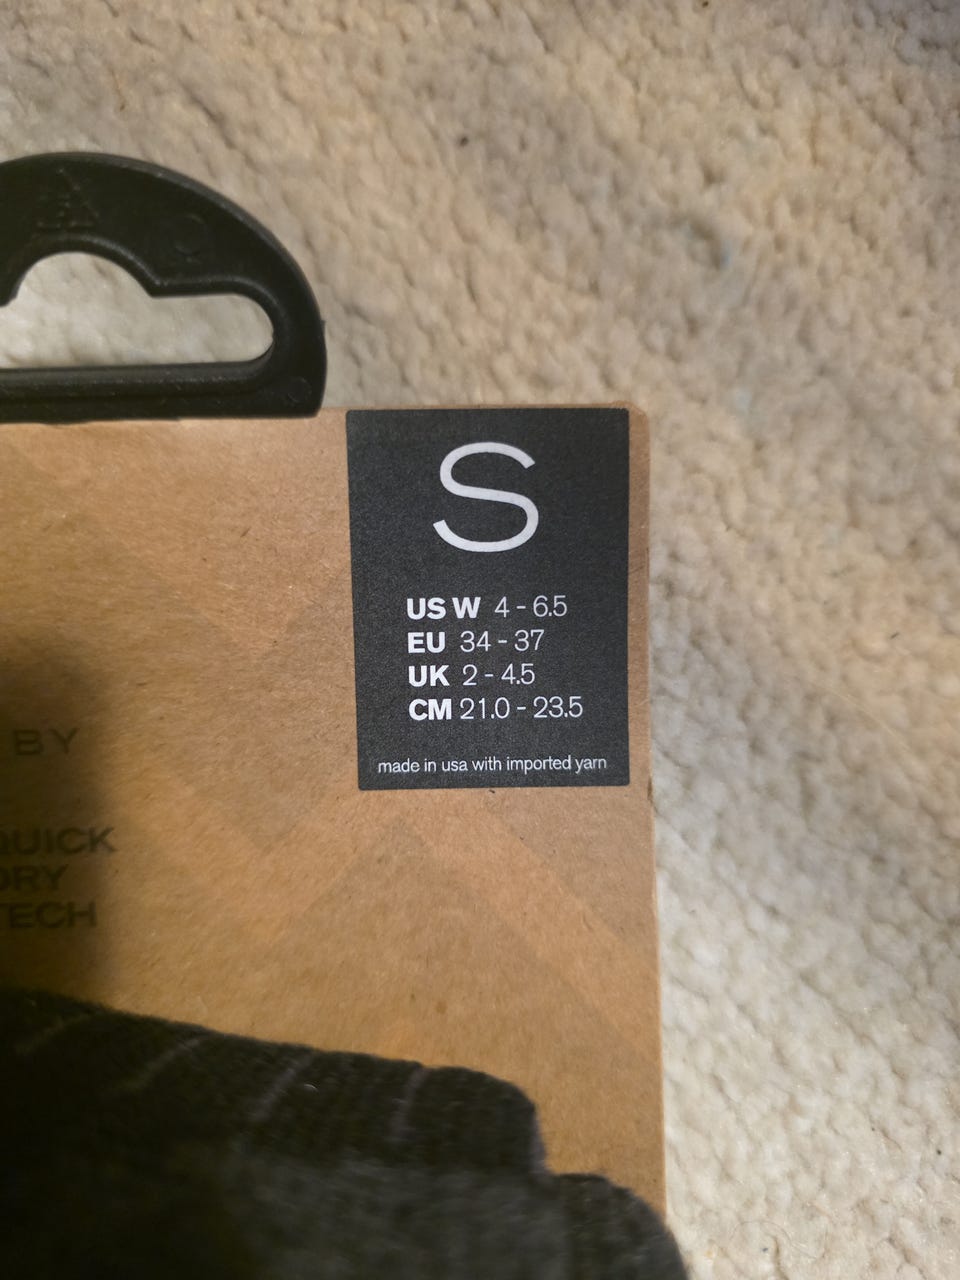 S
US W 4 - 6.5
EU 34 - 37
UK 2 - 4.5
CM 21.0 - 23.5
made in usa with imported yarn
BY
QUICK
DRY
TECH